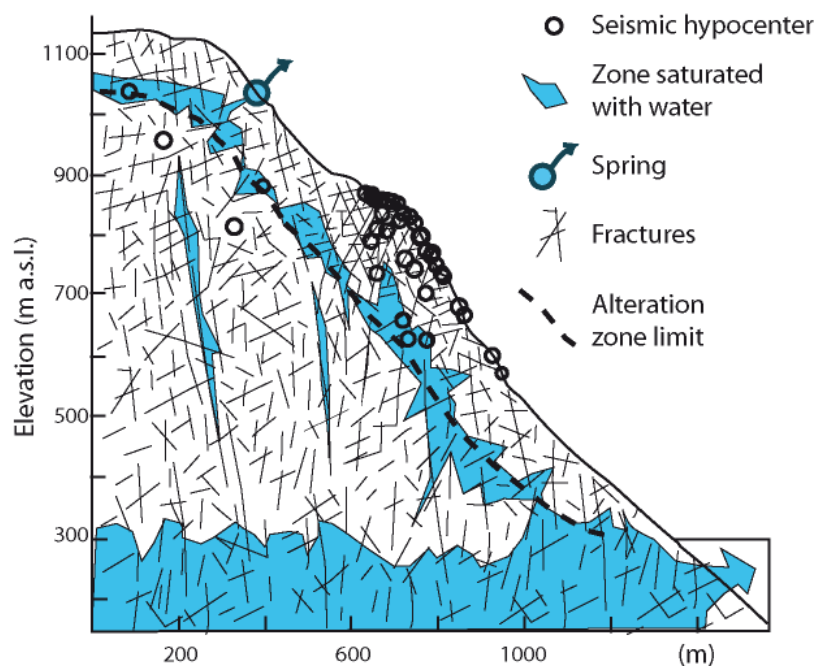 Elevation (m a.s.l.)
1100
900
700
500
300
200
600
1000
(m)
Seismic hypocenter
Zone saturated
with water
Spring
Fractures
Alteration
zone limit